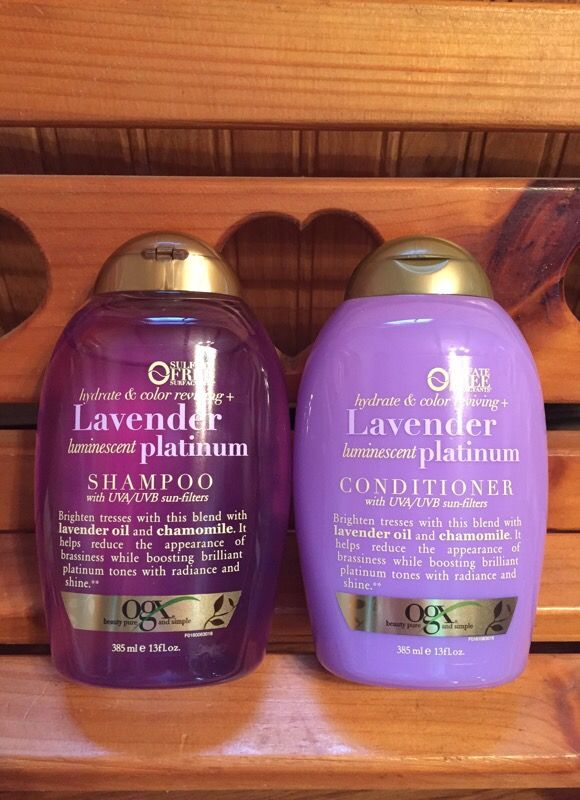 SULF
FREE
hydrate & color reviving +
Lavender
luminescent platinum
SHAMPOO
with UVA/UVB sun-filters
Brighten tresses with this blend with
lavender oil and chamomile. It
helps reduce the appearance of
brassiness while boosting brilliant
platinum tones with radiance and
shine.**
ogx
beauty pure and simple
385 ml e 13fl.oz.
FATE
FREE
hydrate & color reviving +
Lavender
luminescent platinum
CONDITIONER
with UVA/UVB sun-filters
Brighten tresses with this blend with
lavender oil and chamomile. It
helps reduce the appearance of
brassiness while boosting brilliant
platinum tones with radiance and
shine.**
ogx
beauty pure and simple
385 ml e 13fl.oz.